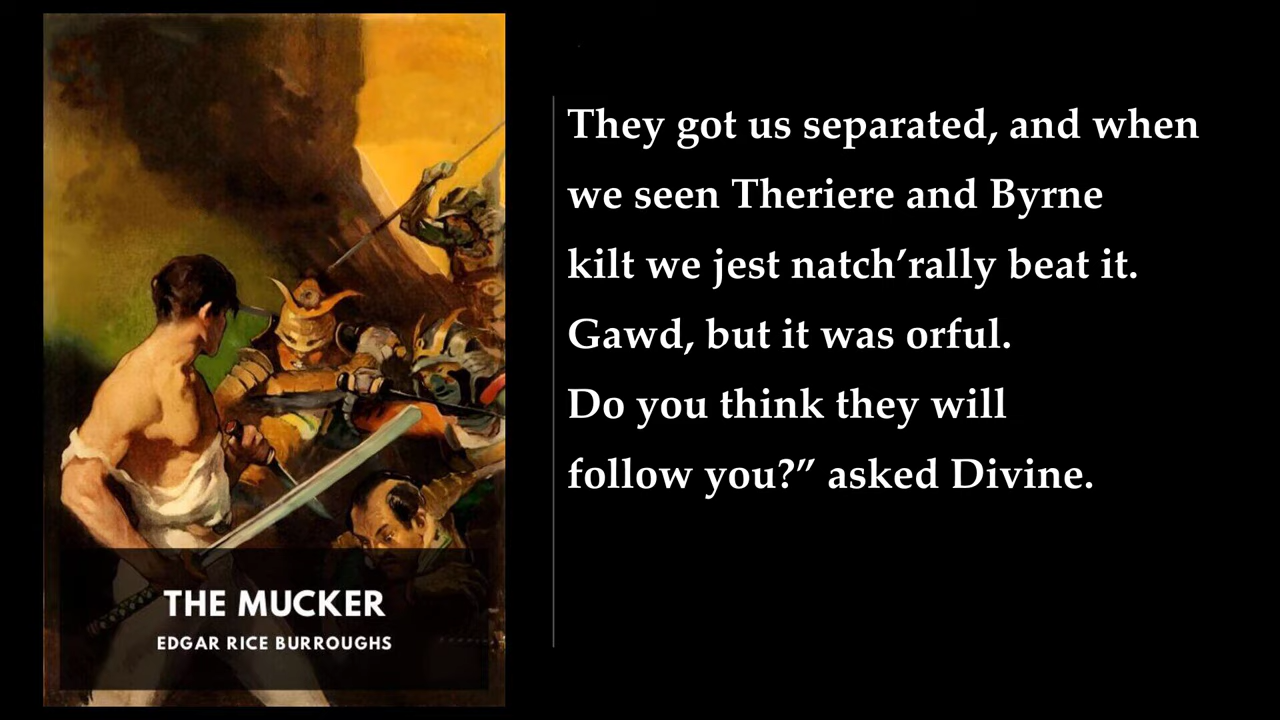 They got us separated, and when
we seen Theriere and Byrne
kilt we jest natch’rally beat it.
Gawd, but it was orful.
Do you think they will
follow you?” asked Divine.
THE MUCKER
EDGAR RICE BURROUGHS